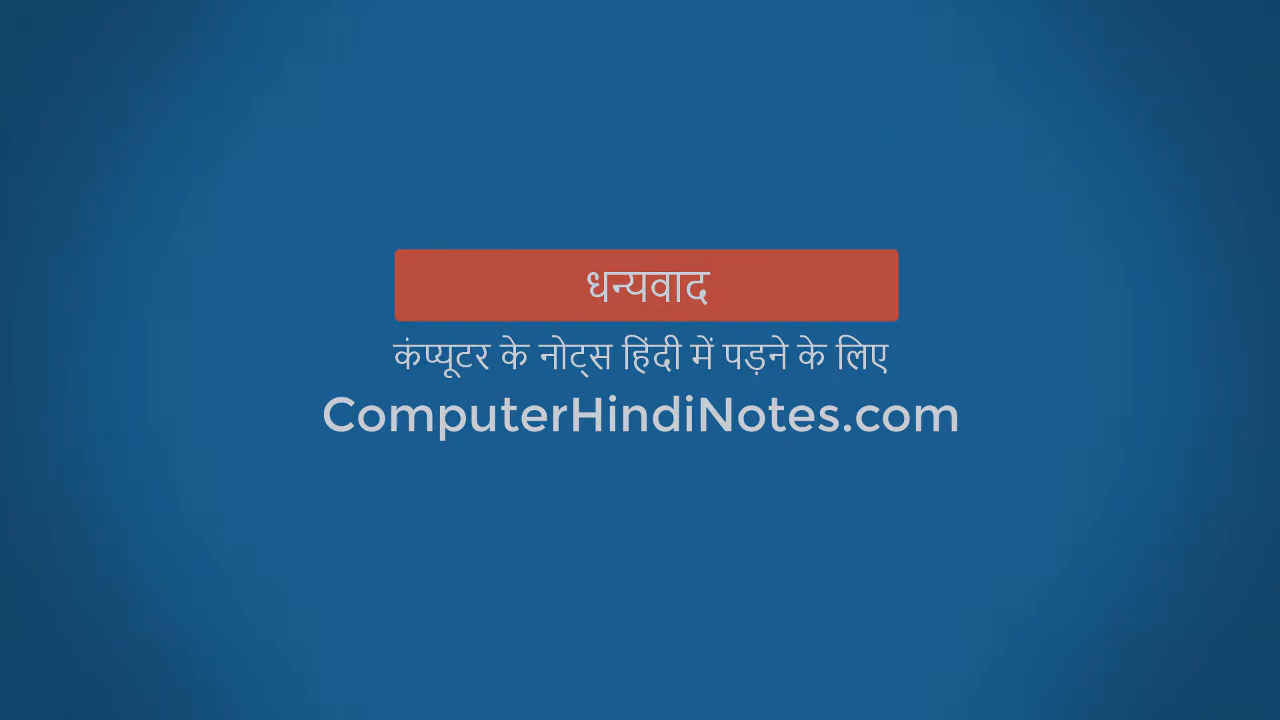 धन्यवाद
कंप्यूटर के नोट्स हिंदी में पड़ने के लिए
ComputerHindiNotes.com